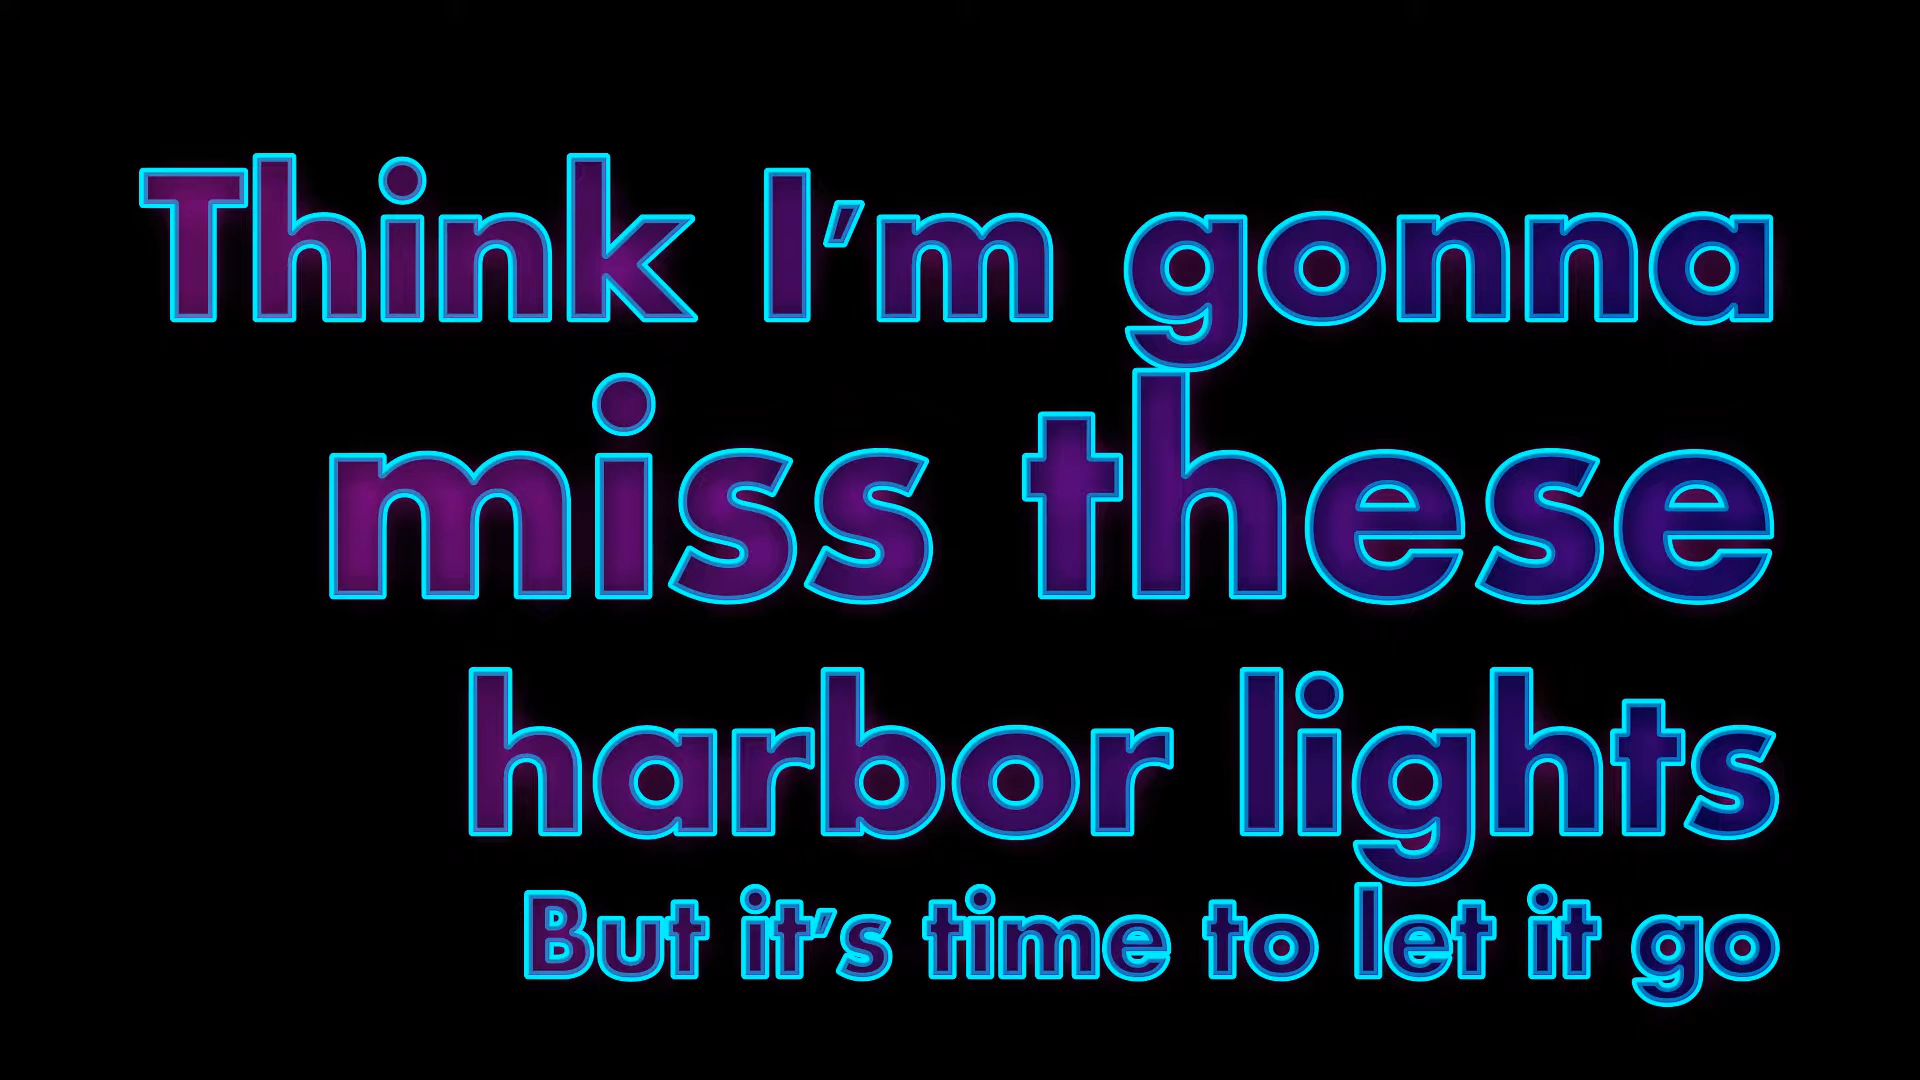 Think I’m gonna
miss these
harbor lights
But it’s time to let it go